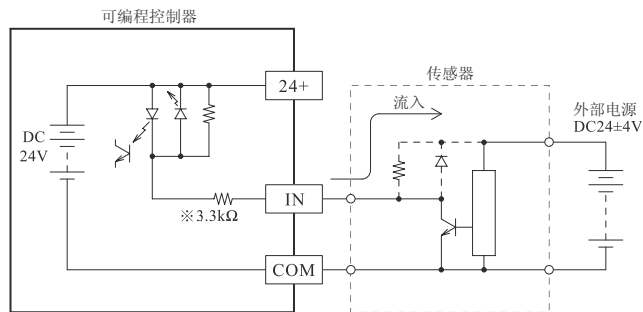 可编程控制器
24+
传感器
流入
外部电源
DC24±4V
DC
24V
※3.3kΩ
IN
COM